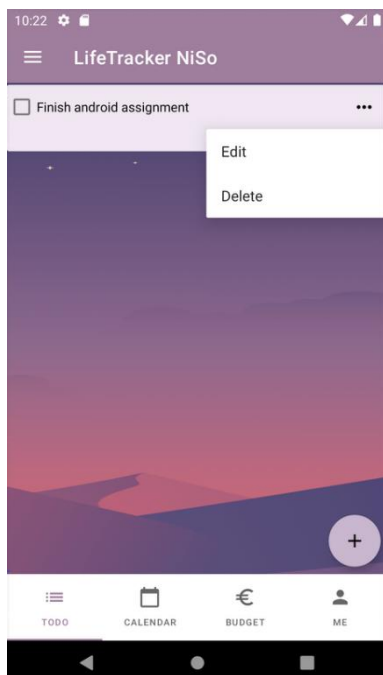 10:22
LifeTracker NiSo
Finish android assignment
Edit
Delete
TODO CALENDAR BUDGET ME